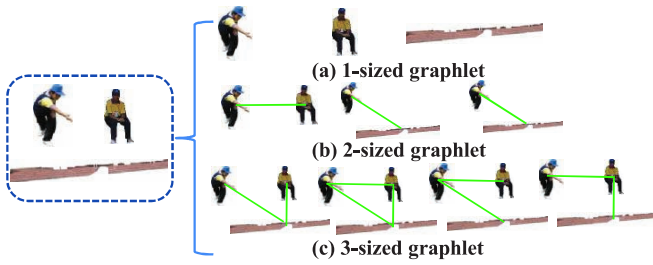 (a) 1-sized graphlet
(b) 2-sized graphlet
(c) 3-sized graphlet